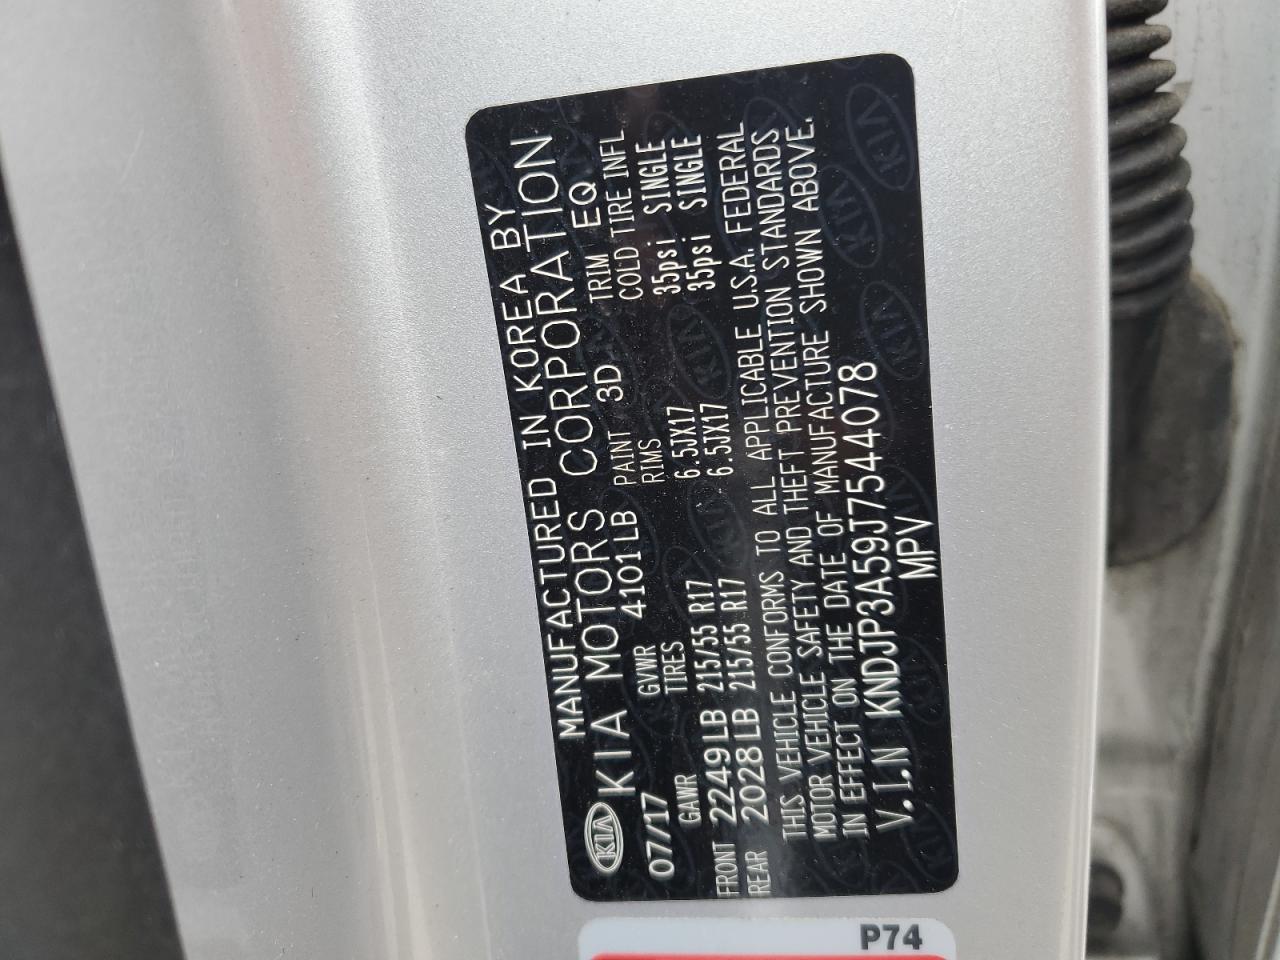 MANUFACTURED IN KOREA BY
KIA KIA MOTORS CORPORATION
07/17 GVWR 4101LB PAINT 3D TRIM EQ
GAWR TIRES RIMS COLD TIRE INFL
FRONT 2249LB 215/55 R17 6.5JX17 35psi SINGLE
REAR 2028LB 215/55 R17 6.5JX17 35psi SINGLE
THIS VEHICLE CONFORMS TO ALL APPLICABLE U.S.A. FEDERAL
MOTOR VEHICLE SAFETY AND THEFT PREVENTION STANDARDS
IN EFFECT ON THE DATE OF MANUFACTURE SHOWN ABOVE.
V.I.N KNDJP3A59J7544078
MPV
P74